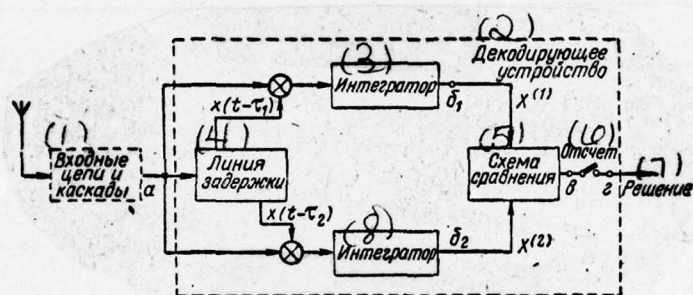 (2)
Декодирующее
устройство
(3)
Интегратор
δ₁
x⁽¹⁾
x(t-τ₁)
(1)
Входные
цепи и
каскады
а
(4)
Линия
задержки
(5)
Схема
сравнения
(6)
Отсчет
в
г
(7)
Решение
x(t-τ₂)
(8)
Интегратор
δ₂
x⁽²⁾